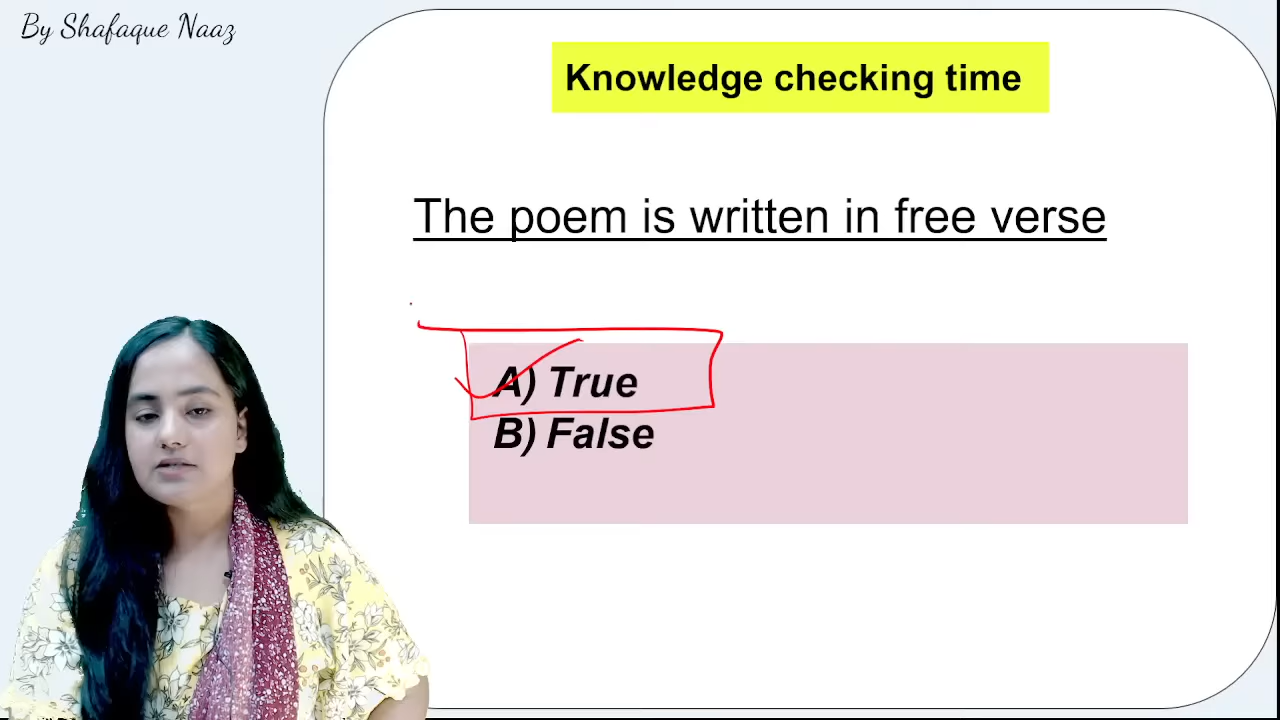 By Shafaque Naaz
Knowledge checking time
The poem is written in free verse
A) True
B) False